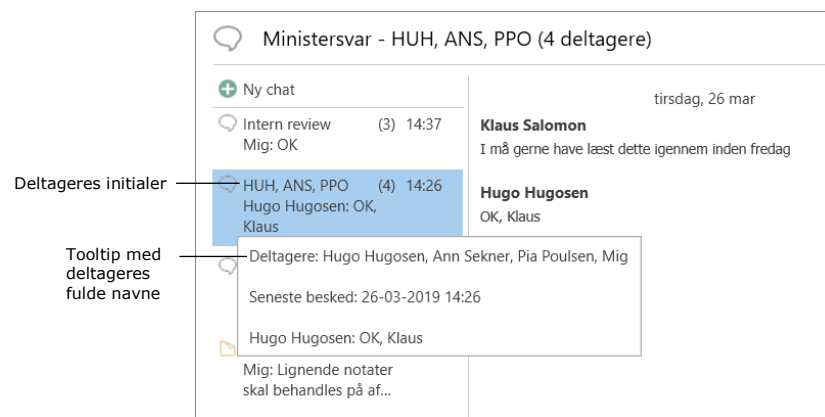 Ministersvar - HUH, ANS, PPO (4 deltagere)
Ny chat
Intern review (3) 14:37
Mig: OK
Deltageres initialer
HUH, ANS, PPO (4) 14:26
Hugo Hugosen: OK,
Klaus
Tooltip med
deltageres
fulde navne
Deltagere: Hugo Hugosen, Ann Sekner, Pia Poulsen, Mig
Seneste besked: 26-03-2019 14:26
Hugo Hugosen: OK, Klaus
Mig: Lignende notater
skal behandles på af...
tirsdag, 26 mar
Klaus Salomon
I må gerne have læst dette igennem inden fredag
Hugo Hugosen
OK, Klaus